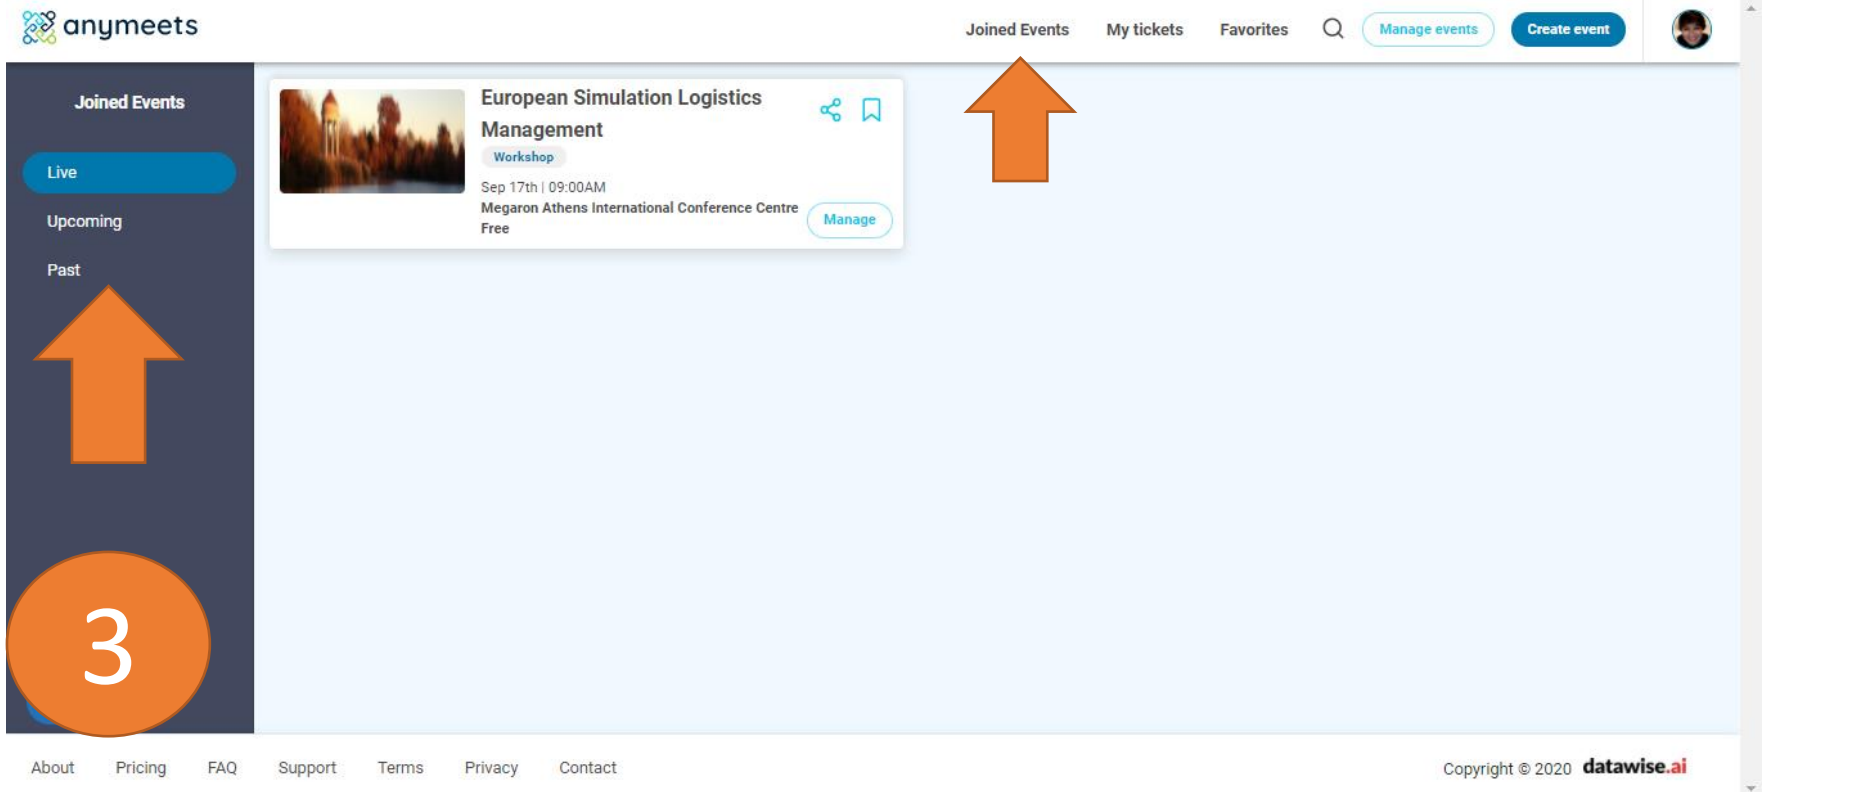 anymeets
Joined Events My tickets Favorites Manage events Create event
Joined Events
Live
Upcoming
Past
European Simulation Logistics
Management
Workshop
Sep 17th | 09:00AM
Megaron Athens International Conference Centre
Free
Manage
3
About Pricing FAQ Support Terms Privacy Contact
Copyright © 2020 datawise.ai